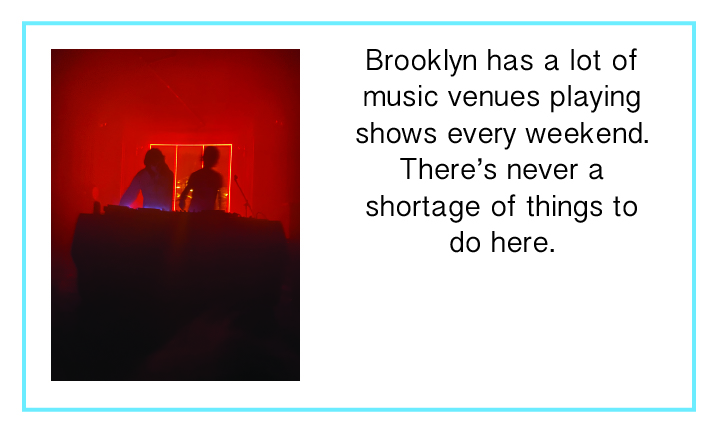 Brooklyn has a lot of
music venues playing
shows every weekend.
There’s never a
shortage of things to
do here.